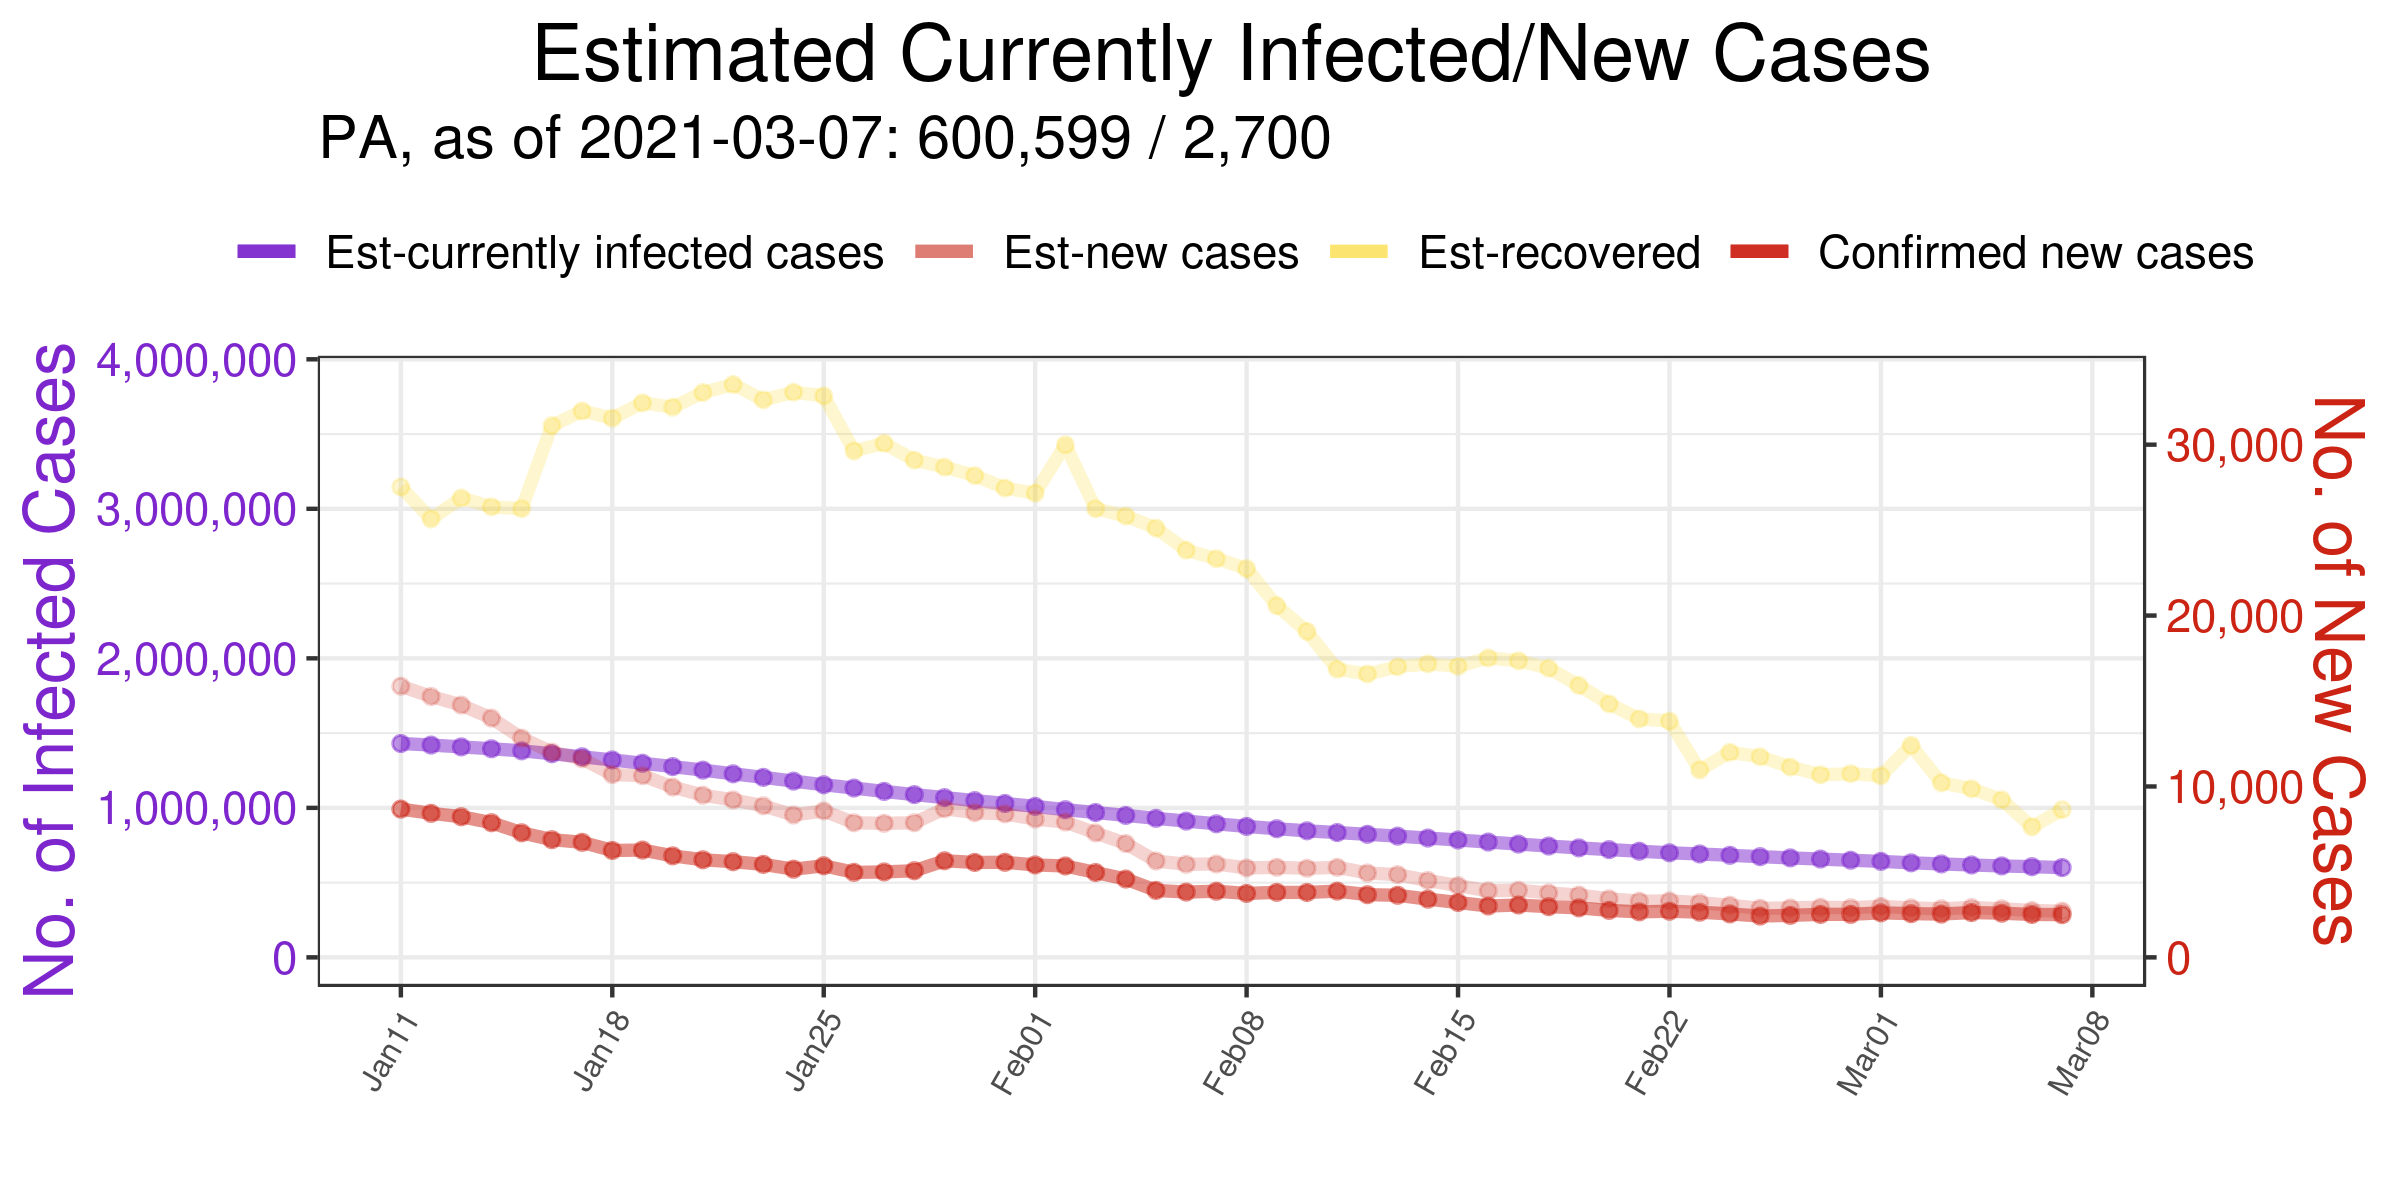 Estimated Currently Infected/New Cases
PA, as of 2021-03-07: 600,599 / 2,700
Est-currently infected cases
Est-new cases
Est-recovered
Confirmed new cases
No. of Infected Cases
4,000,000
3,000,000
2,000,000
1,000,000
0
30,000
20,000
10,000
0
No. of New Cases
Jan11
Jan18
Jan25
Feb01
Feb08
Feb15
Feb22
Mar01
Mar08